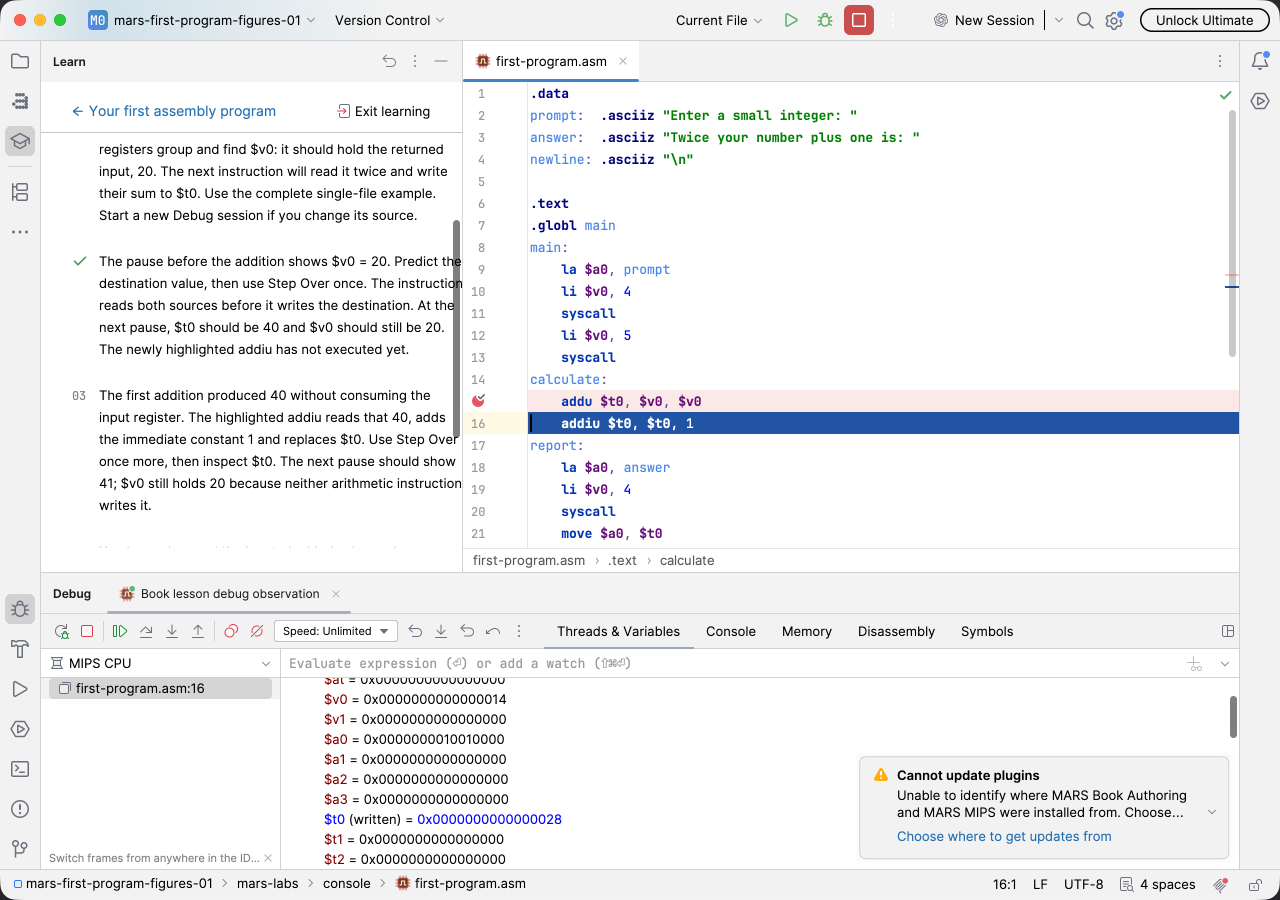 M0 mars-first-program-figures-01 Version Control Current File New Session Unlock Ultimate
Learn
Your first assembly program Exit learning
registers group and find $v0: it should hold the returned
input, 20. The next instruction will read it twice and write
their sum to $t0. Use the complete single-file example.
Start a new Debug session if you change its source.
The pause before the addition shows $v0 = 20. Predict the
destination value, then use Step Over once. The instruction
reads both sources before it writes the destination. At the
next pause, $t0 should be 40 and $v0 should still be 20.
The newly highlighted addiu has not executed yet.
03 The first addition produced 40 without consuming the
input register. The highlighted addiu reads that 40, adds
the immediate constant 1 and replaces $t0. Use Step Over
once more, then inspect $t0. The next pause should show
41; $v0 still holds 20 because neither arithmetic instruction
writes it.
first-program.asm
1 .data
2 prompt: .asciiz "Enter a small integer: "
3 answer: .asciiz "Twice your number plus one is: "
4 newline: .asciiz "\n"
5
6 .text
7 .globl main
8 main:
9 la $a0, prompt
10 li $v0, 4
11 syscall
12 li $v0, 5
13 syscall
14 calculate:
addu $t0, $v0, $v0
16 addiu $t0, $t0, 1
17 report:
18 la $a0, answer
19 li $v0, 4
20 syscall
21 move $a0, $t0
first-program.asm › .text › calculate
Debug Book lesson debug observation
Speed: Unlimited Threads & Variables Console Memory Disassembly Symbols
MIPS CPU Evaluate expression (⏎) or add a watch (⇧⌘⏎)
first-program.asm:16
$at = 0x0000000000000000
$v0 = 0x0000000000000014
$v1 = 0x0000000000000000
$a0 = 0x0000000010010000
$a1 = 0x0000000000000000
$a2 = 0x0000000000000000
$a3 = 0x0000000000000000
$t0 (written) = 0x0000000000000028
$t1 = 0x0000000000000000
$t2 = 0x0000000000000000
Switch frames from anywhere in the ID...
Cannot update plugins
Unable to identify where MARS Book Authoring
and MARS MIPS were installed from. Choose...
Choose where to get updates from
mars-first-program-figures-01 › mars-labs › console › first-program.asm 16:1 LF UTF-8 4 spaces